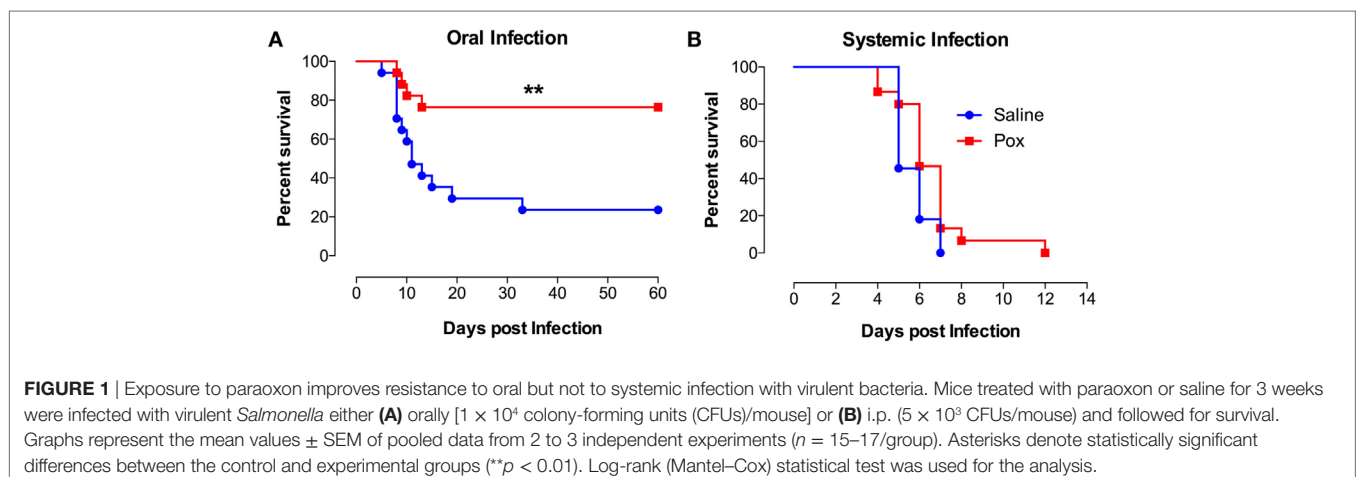 A
Oral Infection
100
80
60
40
20
0
Percent survival
**
0 10 20 30 40 50 60
Days post Infection
B
Systemic Infection
100
80
60
40
20
0
Percent survival
Saline
Pox
0 2 4 6 8 10 12 14
Days post Infection
FIGURE 1 | Exposure to paraoxon improves resistance to oral but not to systemic infection with virulent bacteria. Mice treated with paraoxon or saline for 3 weeks
were infected with virulent Salmonella either (A) orally [1 × 10⁴ colony-forming units (CFUs)/mouse] or (B) i.p. (5 × 10³ CFUs/mouse) and followed for survival.
Graphs represent the mean values ± SEM of pooled data from 2 to 3 independent experiments (n = 15–17/group). Asterisks denote statistically significant
differences between the control and experimental groups (**p < 0.01). Log-rank (Mantel–Cox) statistical test was used for the analysis.